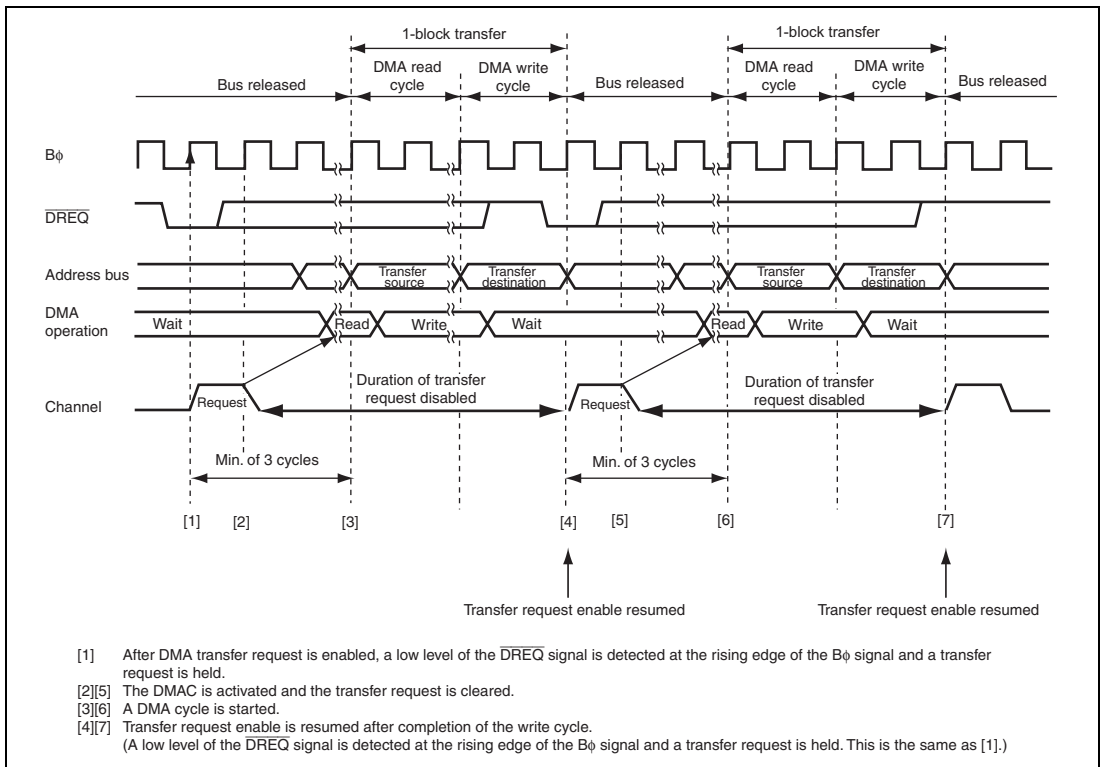 1-block transfer
1-block transfer
DMA read cycle
DMA write cycle
DMA read cycle
DMA write cycle
Bus released
Bus released
Bus released
Bφ
DREQ
Address bus
Transfer source
Transfer destination
Transfer source
Transfer destination
DMA operation
Wait
Read
Write
Wait
Read
Write
Wait
Channel
Request
Duration of transfer request disabled
Request
Duration of transfer request disabled
Min. of 3 cycles
Min. of 3 cycles
[1]
[2]
[3]
[4]
[5]
[6]
[7]
Transfer request enable resumed
Transfer request enable resumed
[1] After DMA transfer request is enabled, a low level of the DREQ signal is detected at the rising edge of the Bφ signal and a transfer
request is held.
[2][5] The DMAC is activated and the transfer request is cleared.
[3][6] A DMA cycle is started.
[4][7] Transfer request enable is resumed after completion of the write cycle.
(A low level of the DREQ signal is detected at the rising edge of the Bφ signal and a transfer request is held. This is the same as [1].)